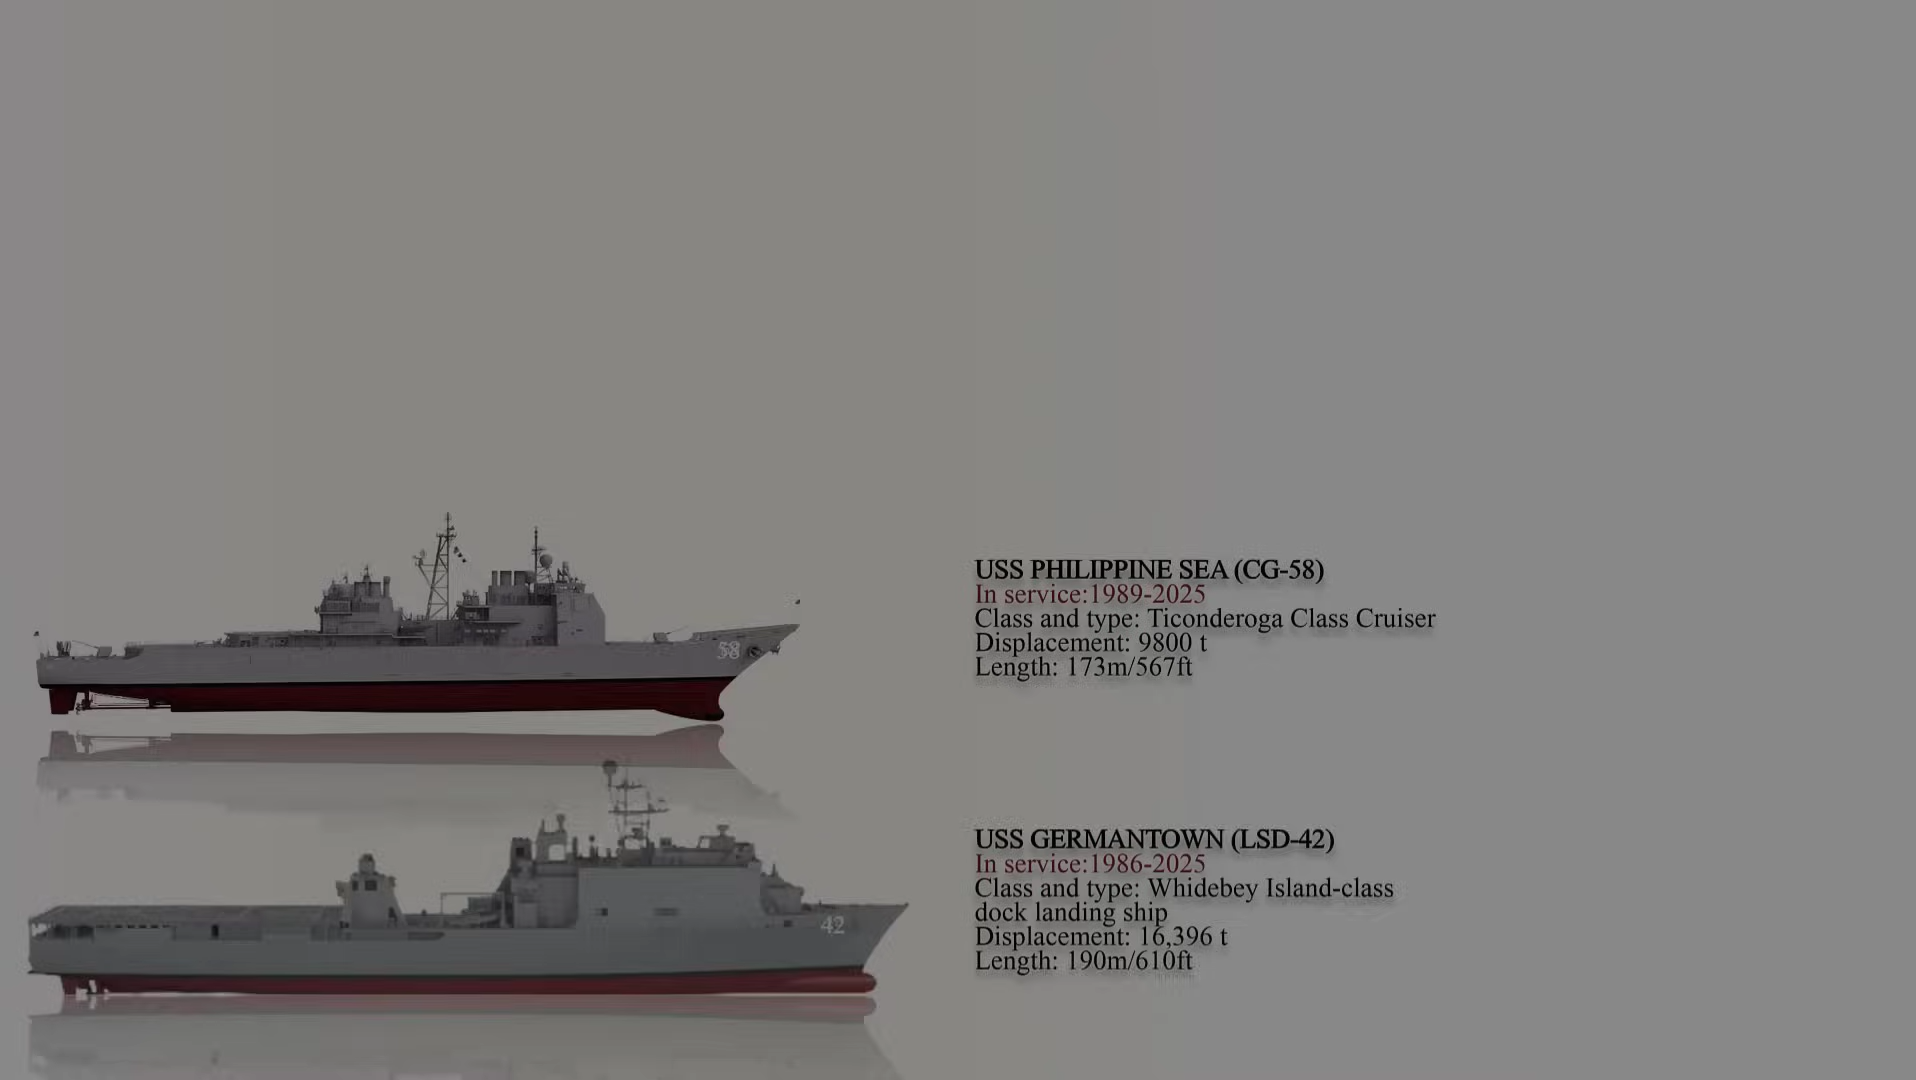 58
USS PHILIPPINE SEA (CG-58)
In service:1989-2025
Class and type: Ticonderoga Class Cruiser
Displacement: 9800 t
Length: 173m/567ft
42
USS GERMANTOWN (LSD-42)
In service:1986-2025
Class and type: Whidebey Island-class
dock landing ship
Displacement: 16,396 t
Length: 190m/610ft